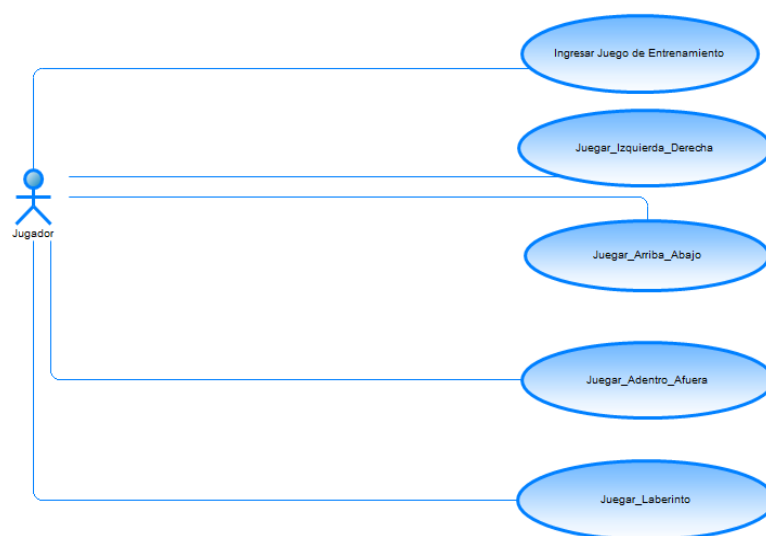 Ingresar Juego de Entrenamiento
Juegar_Izquierda_Derecha
Jugador
Juegar_Arriba_Abajo
Juegar_Adentro_Afuera
Juegar_Laberinto